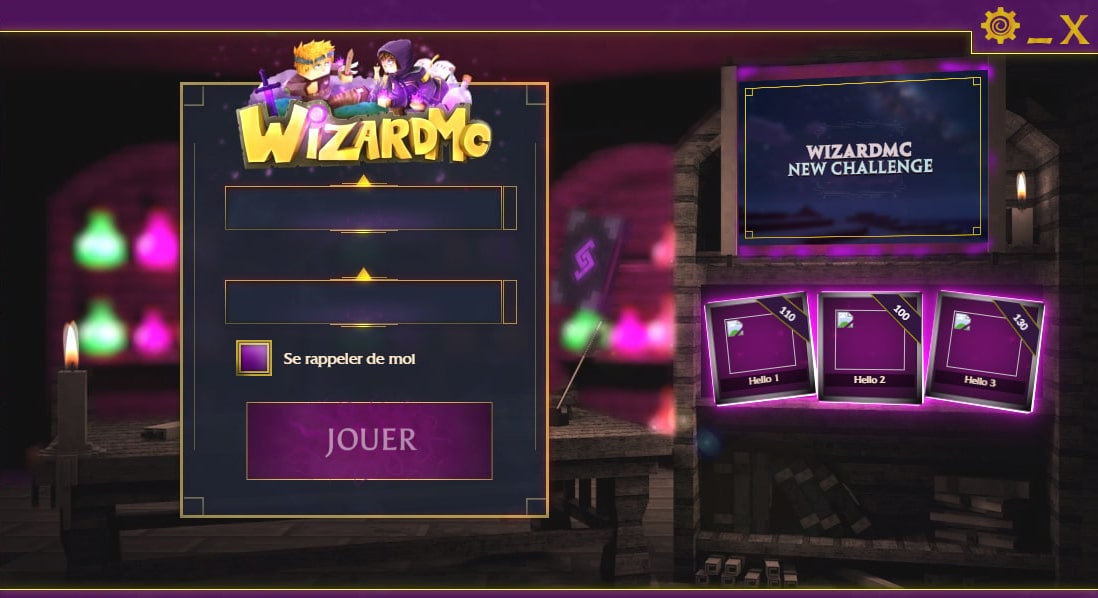 X
WIZARDMC
Se rappeler de moi
JOUER
WIZARDMC
NEW CHALLENGE
110
Hello 1
100
Hello 2
130
Hello 3